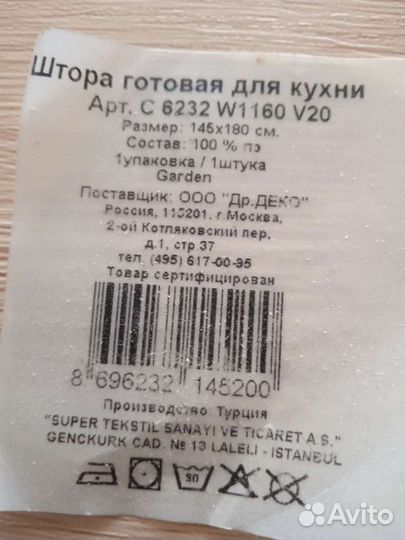 Штора готовая для кухни
Арт. С 6232 W1160 V20
Размер: 145х180 см.
Состав: 100 % пэ
1упаковка / 1штука
Garden
Поставщик: ООО "Др.ДЕКО"
Россия, 115201, г.Москва,
2-ой Котляковский пер,
д.1, стр 37
тел. (495) 617-00-95
Товар сертифицирован
8 696232 145200
Производство: Турция
"SUPER TEKSTIL SANAYI VE TICARET A.S."
GENCKURK CAD. № 13 LALELI - ISTANBUL
Avito